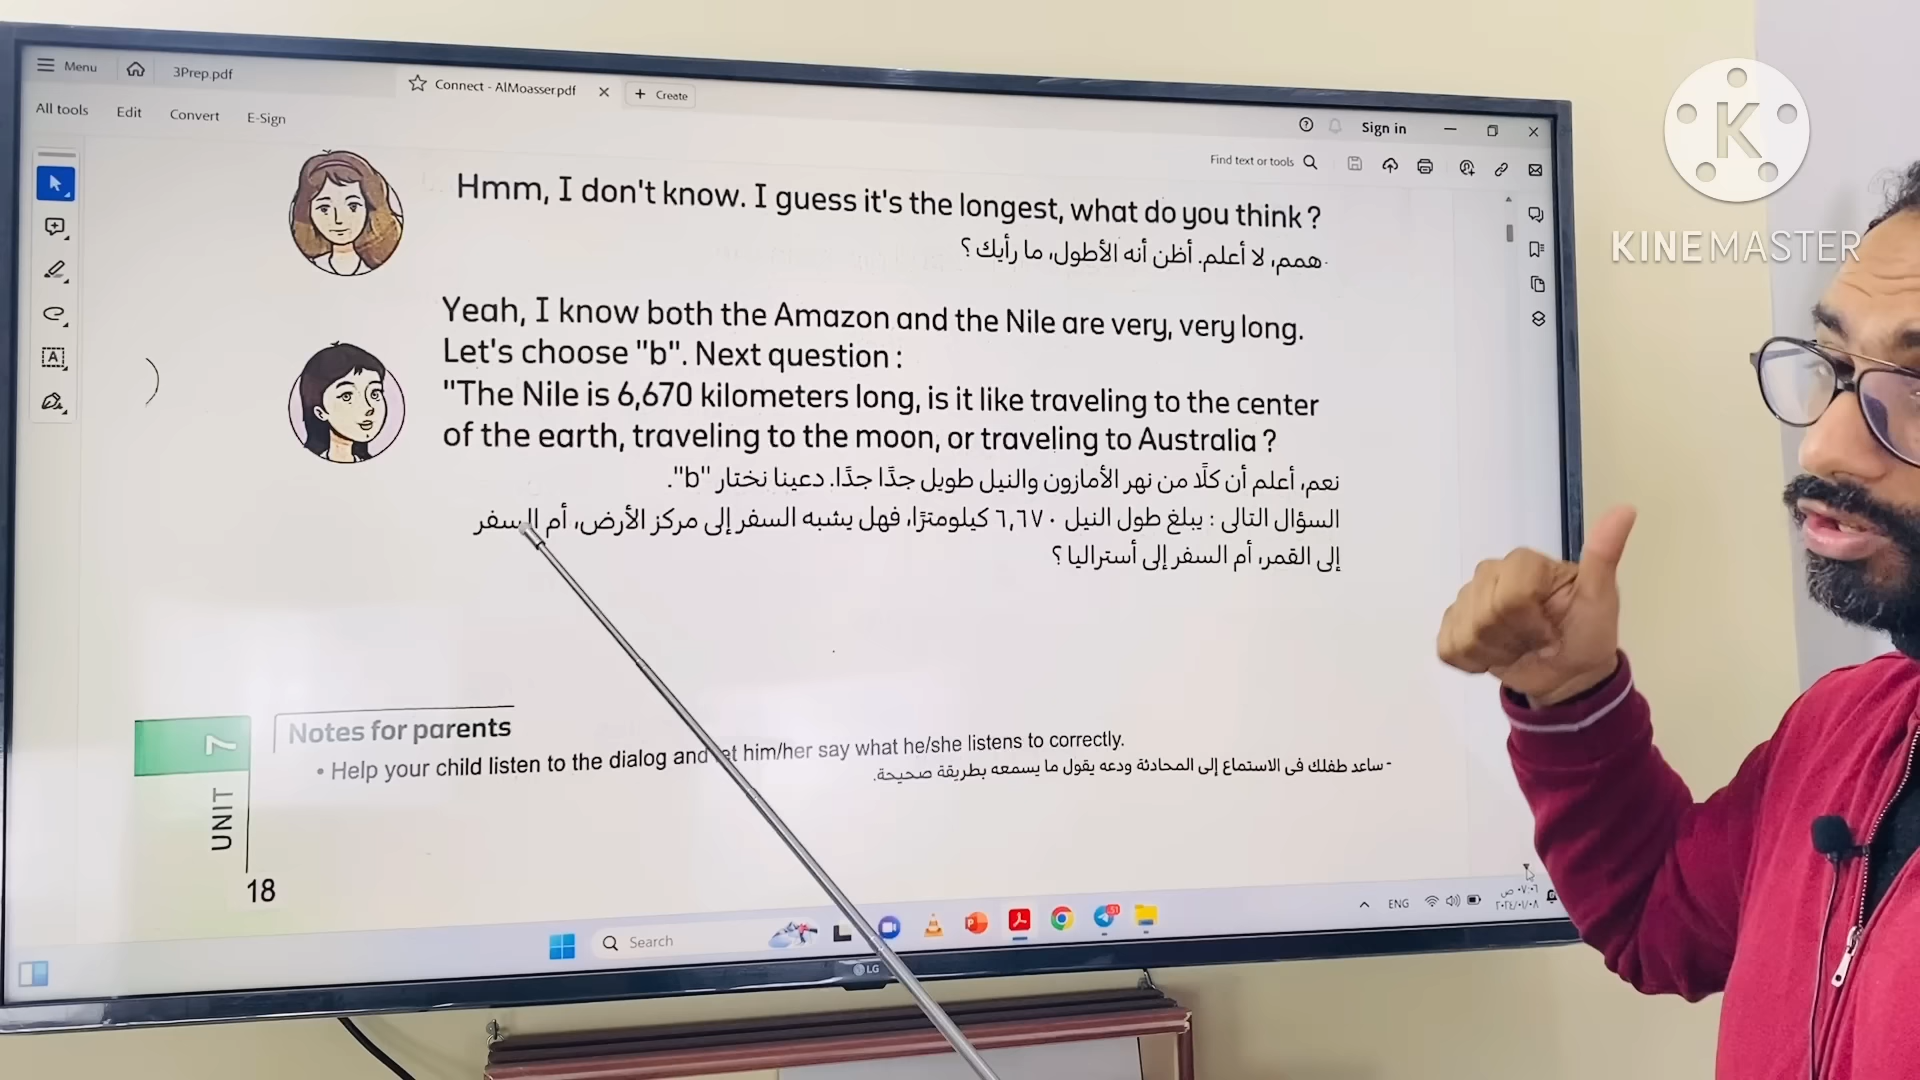 Menu
3Prep.pdf
Connect - AlMoasser.pdf
Create
All tools
Edit
Convert
E-Sign
Sign in
Find text or tools
K
KINEMASTER
Hmm, I don't know. I guess it's the longest, what do you think ?
همم، لا أعلم. أظن أنه الأطول، ما رأيك ؟
Yeah, I know both the Amazon and the Nile are very, very long.
Let's choose "b". Next question :
"The Nile is 6,670 kilometers long, is it like traveling to the center
of the earth, traveling to the moon, or traveling to Australia ?
نعم، أعلم أن كلًا من نهر الأمازون والنيل طويل جدًا جدًا. دعينا نختار "b".
السؤال التالى : يبلغ طول النيل ٦,٦٧٠ كيلومترًا، فهل يشبه السفر إلى مركز الأرض، أم السفر
إلى القمر، أم السفر إلى أستراليا ؟
UNIT 7
Notes for parents
• Help your child listen to the dialog and let him/her say what he/she listens to correctly.
- ساعد طفلك فى الاستماع إلى المحادثة ودعه يقول ما يسمعه بطريقة صحيحة.
18
Search
ENG
LG